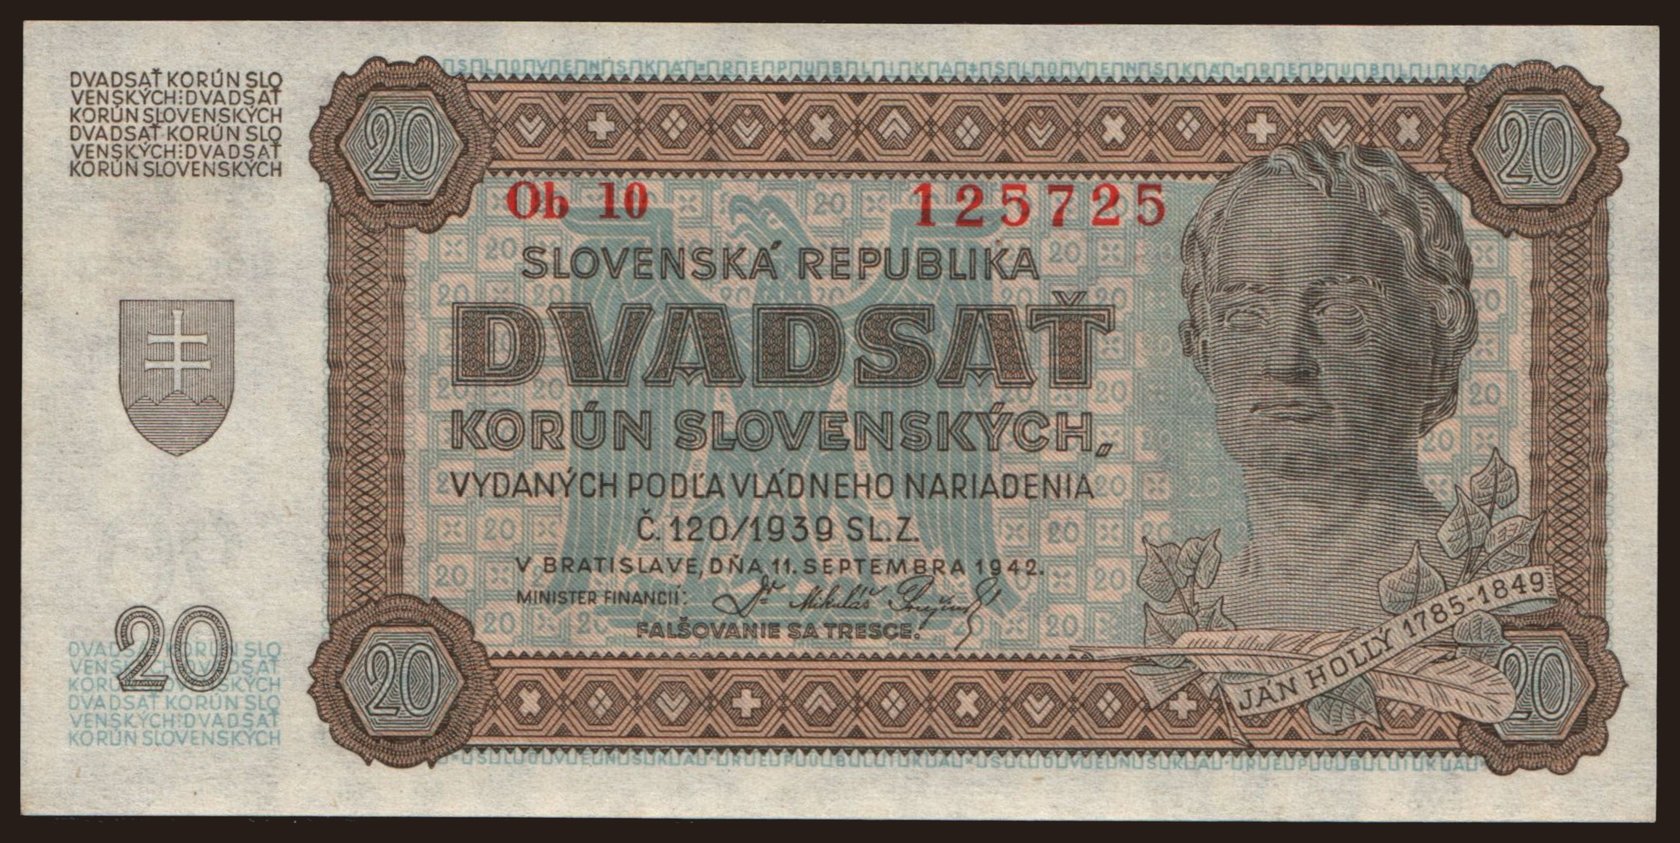 DVADSAŤ KORÚN SLO
VENSKÝCH⁝DVADSAŤ
KORÚN SLOVENSKÝCH
DVADSAŤ KORÚN SLO
VENSKÝCH⁝DVADSAŤ
KORÚN SLOVENSKÝCH
20
20
Ob 10 125725
SLOVENSKÁ REPUBLIKA
DVADSAŤ
KORÚN SLOVENSKÝCH,
VYDANÝCH PODĽA VLÁDNEHO NARIADENIA
Č. 120/1939 SL. Z.
V BRATISLAVE, DŇA 11. SEPTEMBRA 1942.
MINISTER FINANCIÍ: Dr Mikuláš
FALŠOVANIE SA TRESCE.
JÁN HOLLÝ 1785-1849
20
DVADSAŤ KORÚN SLO
VENSKÝCH⁝DVADSAŤ
KORÚN SLOVENSKÝCH
DVADSAŤ KORÚN SLO
VENSKÝCH⁝DVADSAŤ
KORÚN SLOVENSKÝCH
20
20